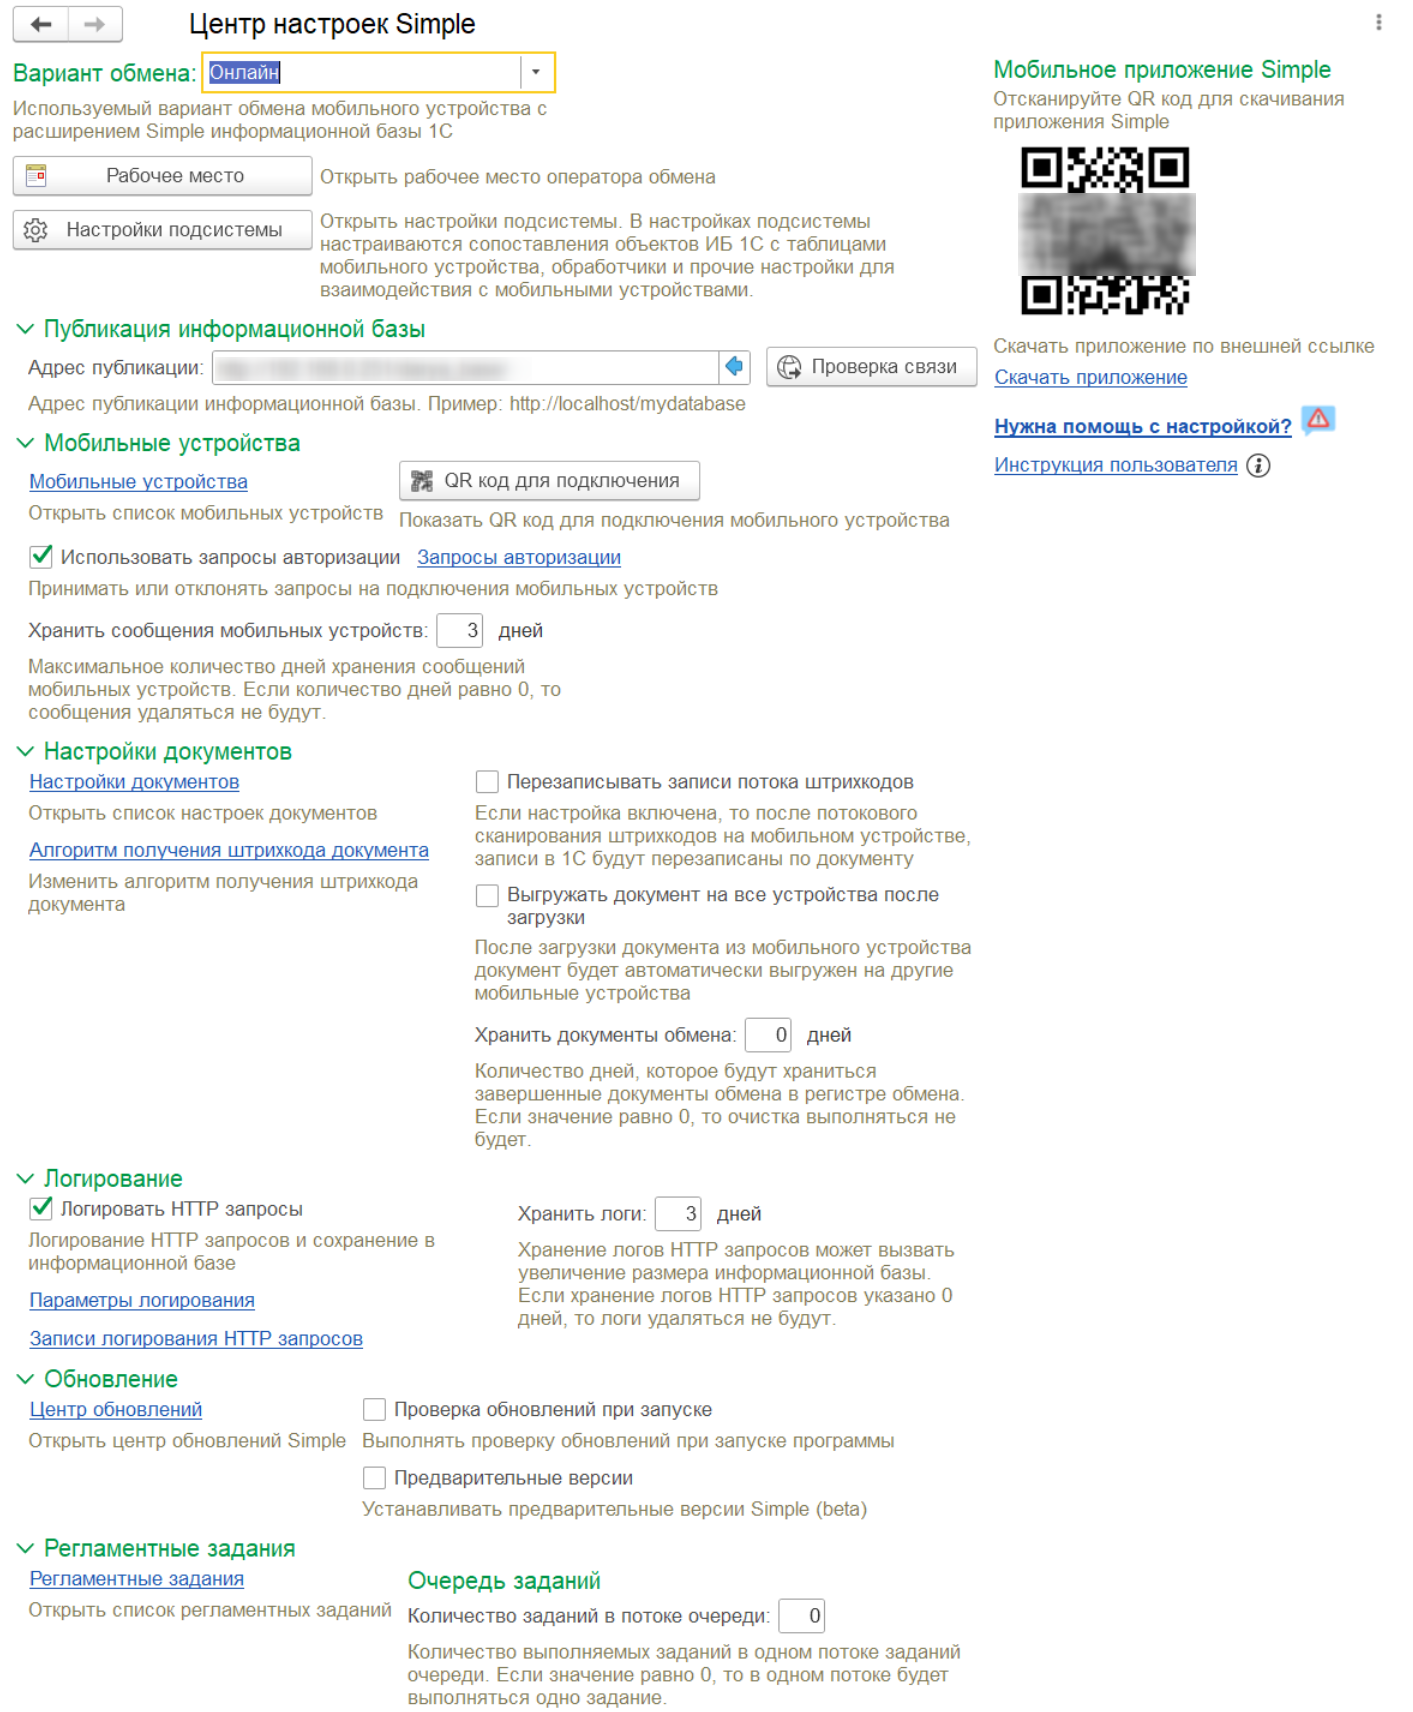 Центр настроек Simple
Вариант обмена: Онлайн
Используемый вариант обмена мобильного устройства с
расширением Simple информационной базы 1С
Рабочее место
Открыть рабочее место оператора обмена
Настройки подсистемы
Открыть настройки подсистемы. В настройках подсистемы
настраиваются сопоставления объектов ИБ 1С с таблицами
мобильного устройства, обработчики и прочие настройки для
взаимодействия с мобильными устройствами.
Публикация информационной базы
Адрес публикации:
Проверка связи
Адрес публикации информационной базы. Пример: http://localhost/mydatabase
Мобильные устройства
Мобильные устройства
Открыть список мобильных устройств
QR код для подключения
Показать QR код для подключения мобильного устройства
Использовать запросы авторизации Запросы авторизации
Принимать или отклонять запросы на подключения мобильных устройств
Хранить сообщения мобильных устройств: 3 дней
Максимальное количество дней хранения сообщений
мобильных устройств. Если количество дней равно 0, то
сообщения удаляться не будут.
Настройки документов
Настройки документов
Открыть список настроек документов
Алгоритм получения штрихкода документа
Изменить алгоритм получения штрихкода
документа
Перезаписывать записи потока штрихкодов
Если настройка включена, то после потокового
сканирования штрихкодов на мобильном устройстве,
записи в 1С будут перезаписаны по документу
Выгружать документ на все устройства после
загрузки
После загрузки документа из мобильного устройства
документ будет автоматически выгружен на другие
мобильные устройства
Хранить документы обмена: 0 дней
Количество дней, которое будут храниться
завершенные документы обмена в регистре обмена.
Если значение равно 0, то очистка выполняться не
будет.
Логирование
Логировать HTTP запросы
Логирование HTTP запросов и сохранение в
информационной базе
Параметры логирования
Записи логирования HTTP запросов
Хранить логи: 3 дней
Хранение логов HTTP запросов может вызвать
увеличение размера информационной базы.
Если хранение логов HTTP запросов указано 0
дней, то логи удаляться не будут.
Обновление
Центр обновлений
Открыть центр обновлений Simple
Проверка обновлений при запуске
Выполнять проверку обновлений при запуске программы
Предварительные версии
Устанавливать предварительные версии Simple (beta)
Регламентные задания
Регламентные задания
Открыть список регламентных заданий
Очередь заданий
Количество заданий в потоке очереди: 0
Количество выполняемых заданий в одном потоке заданий
очереди. Если значение равно 0, то в одном потоке будет
выполняться одно задание.
Мобильное приложение Simple
Отсканируйте QR код для скачивания
приложения Simple
Скачать приложение по внешней ссылке
Скачать приложение
Нужна помощь с настройкой?
Инструкция пользователя